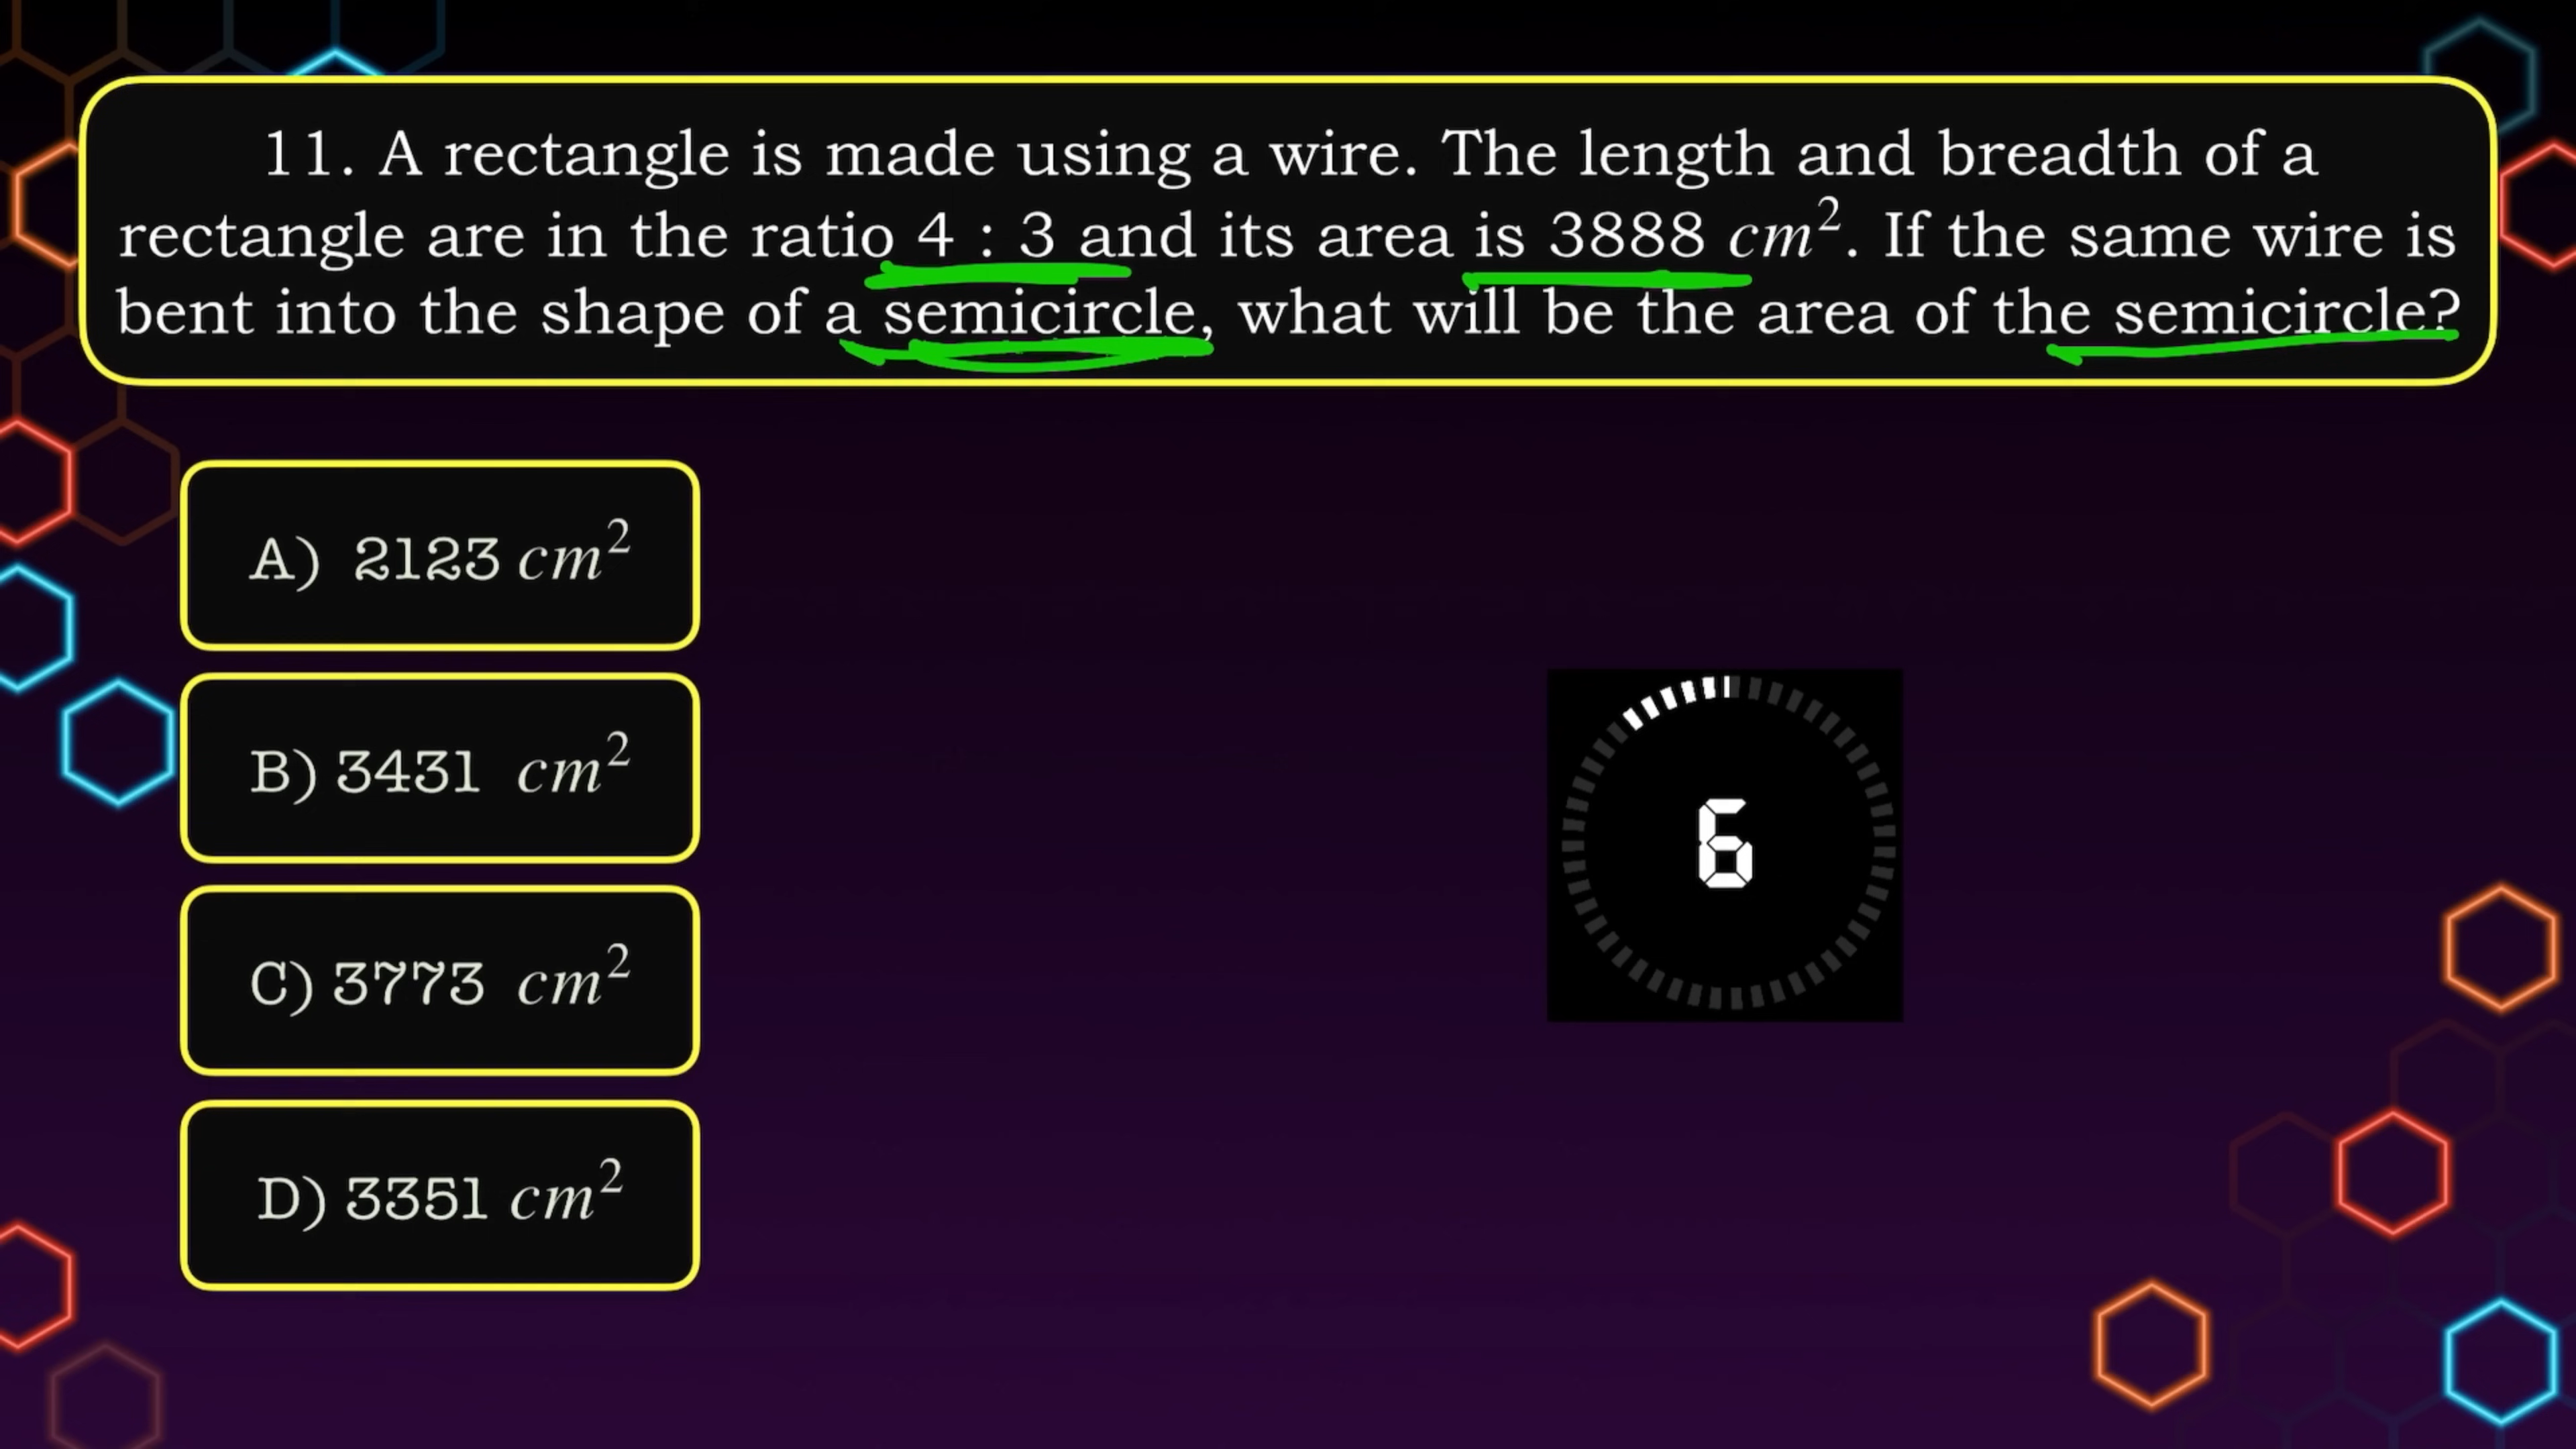 11. A rectangle is made using a wire. The length and breadth of a
rectangle are in the ratio 4 : 3 and its area is 3888 cm². If the same wire is
bent into the shape of a semicircle, what will be the area of the semicircle?
A) 2123 cm²
B) 3431 cm²
C) 3773 cm²
D) 3351 cm²
6